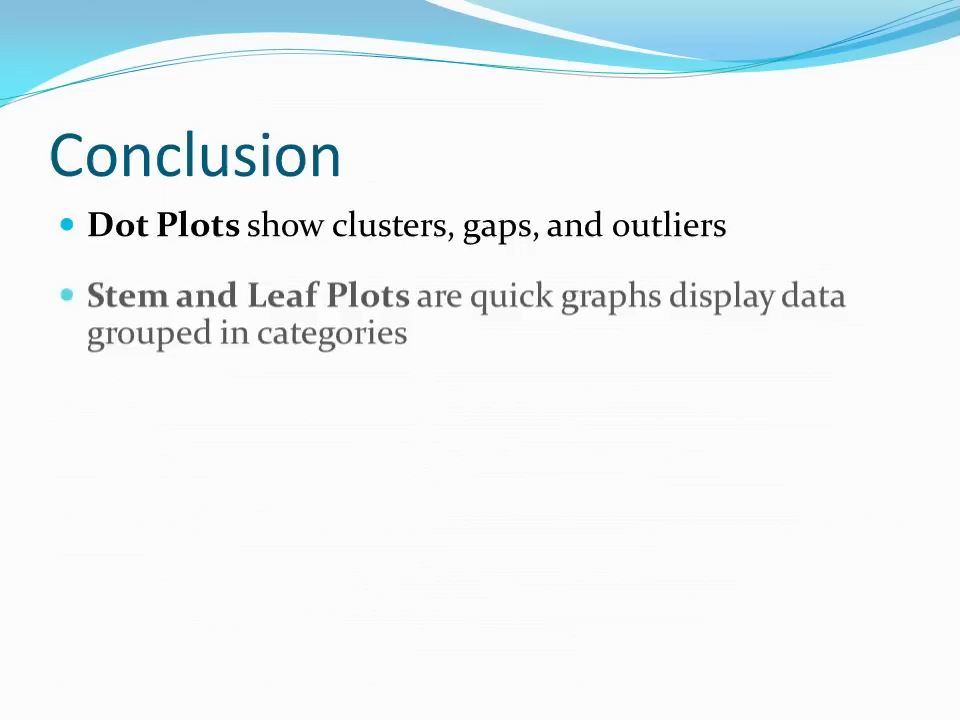 Conclusion
Dot Plots show clusters, gaps, and outliers
Stem and Leaf Plots are quick graphs display data
grouped in categories